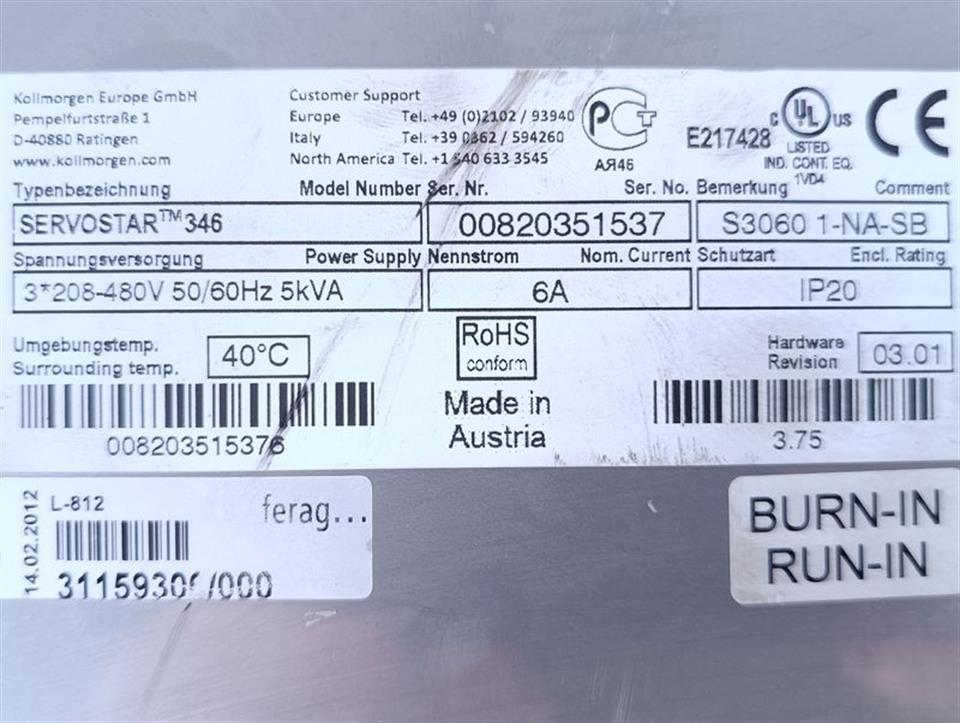 Kollmorgen Europe GmbH
Pempelfurtstraße 1
D-40880 Ratingen
www.kollmorgen.com
Customer Support
Europe Tel. +49 (0)2102 / 93940
Italy Tel. +39 0362 / 594260
North America Tel. +1 540 633 3545
АЯ46
E217428
c UL us
LISTED
IND. CONT. EQ.
1VD4
CE
Typenbezeichnung Model Number
SERVOSTAR™346
Ser. Nr. Ser. No.
00820351537
Bemerkung Comment
S3060 1-NA-SB
Spannungsversorgung Power Supply
3*208-480V 50/60Hz 5kVA
Nennstrom Nom. Current
6A
Schutzart Encl. Rating
IP20
Umgebungstemp.
Surrounding temp.
40°C
RoHS
conform
Hardware
Revision
03.01
008203515376
Made in
Austria
3.75
14.02.2012
L-812
ferag...
/000
BURN-IN
RUN-IN